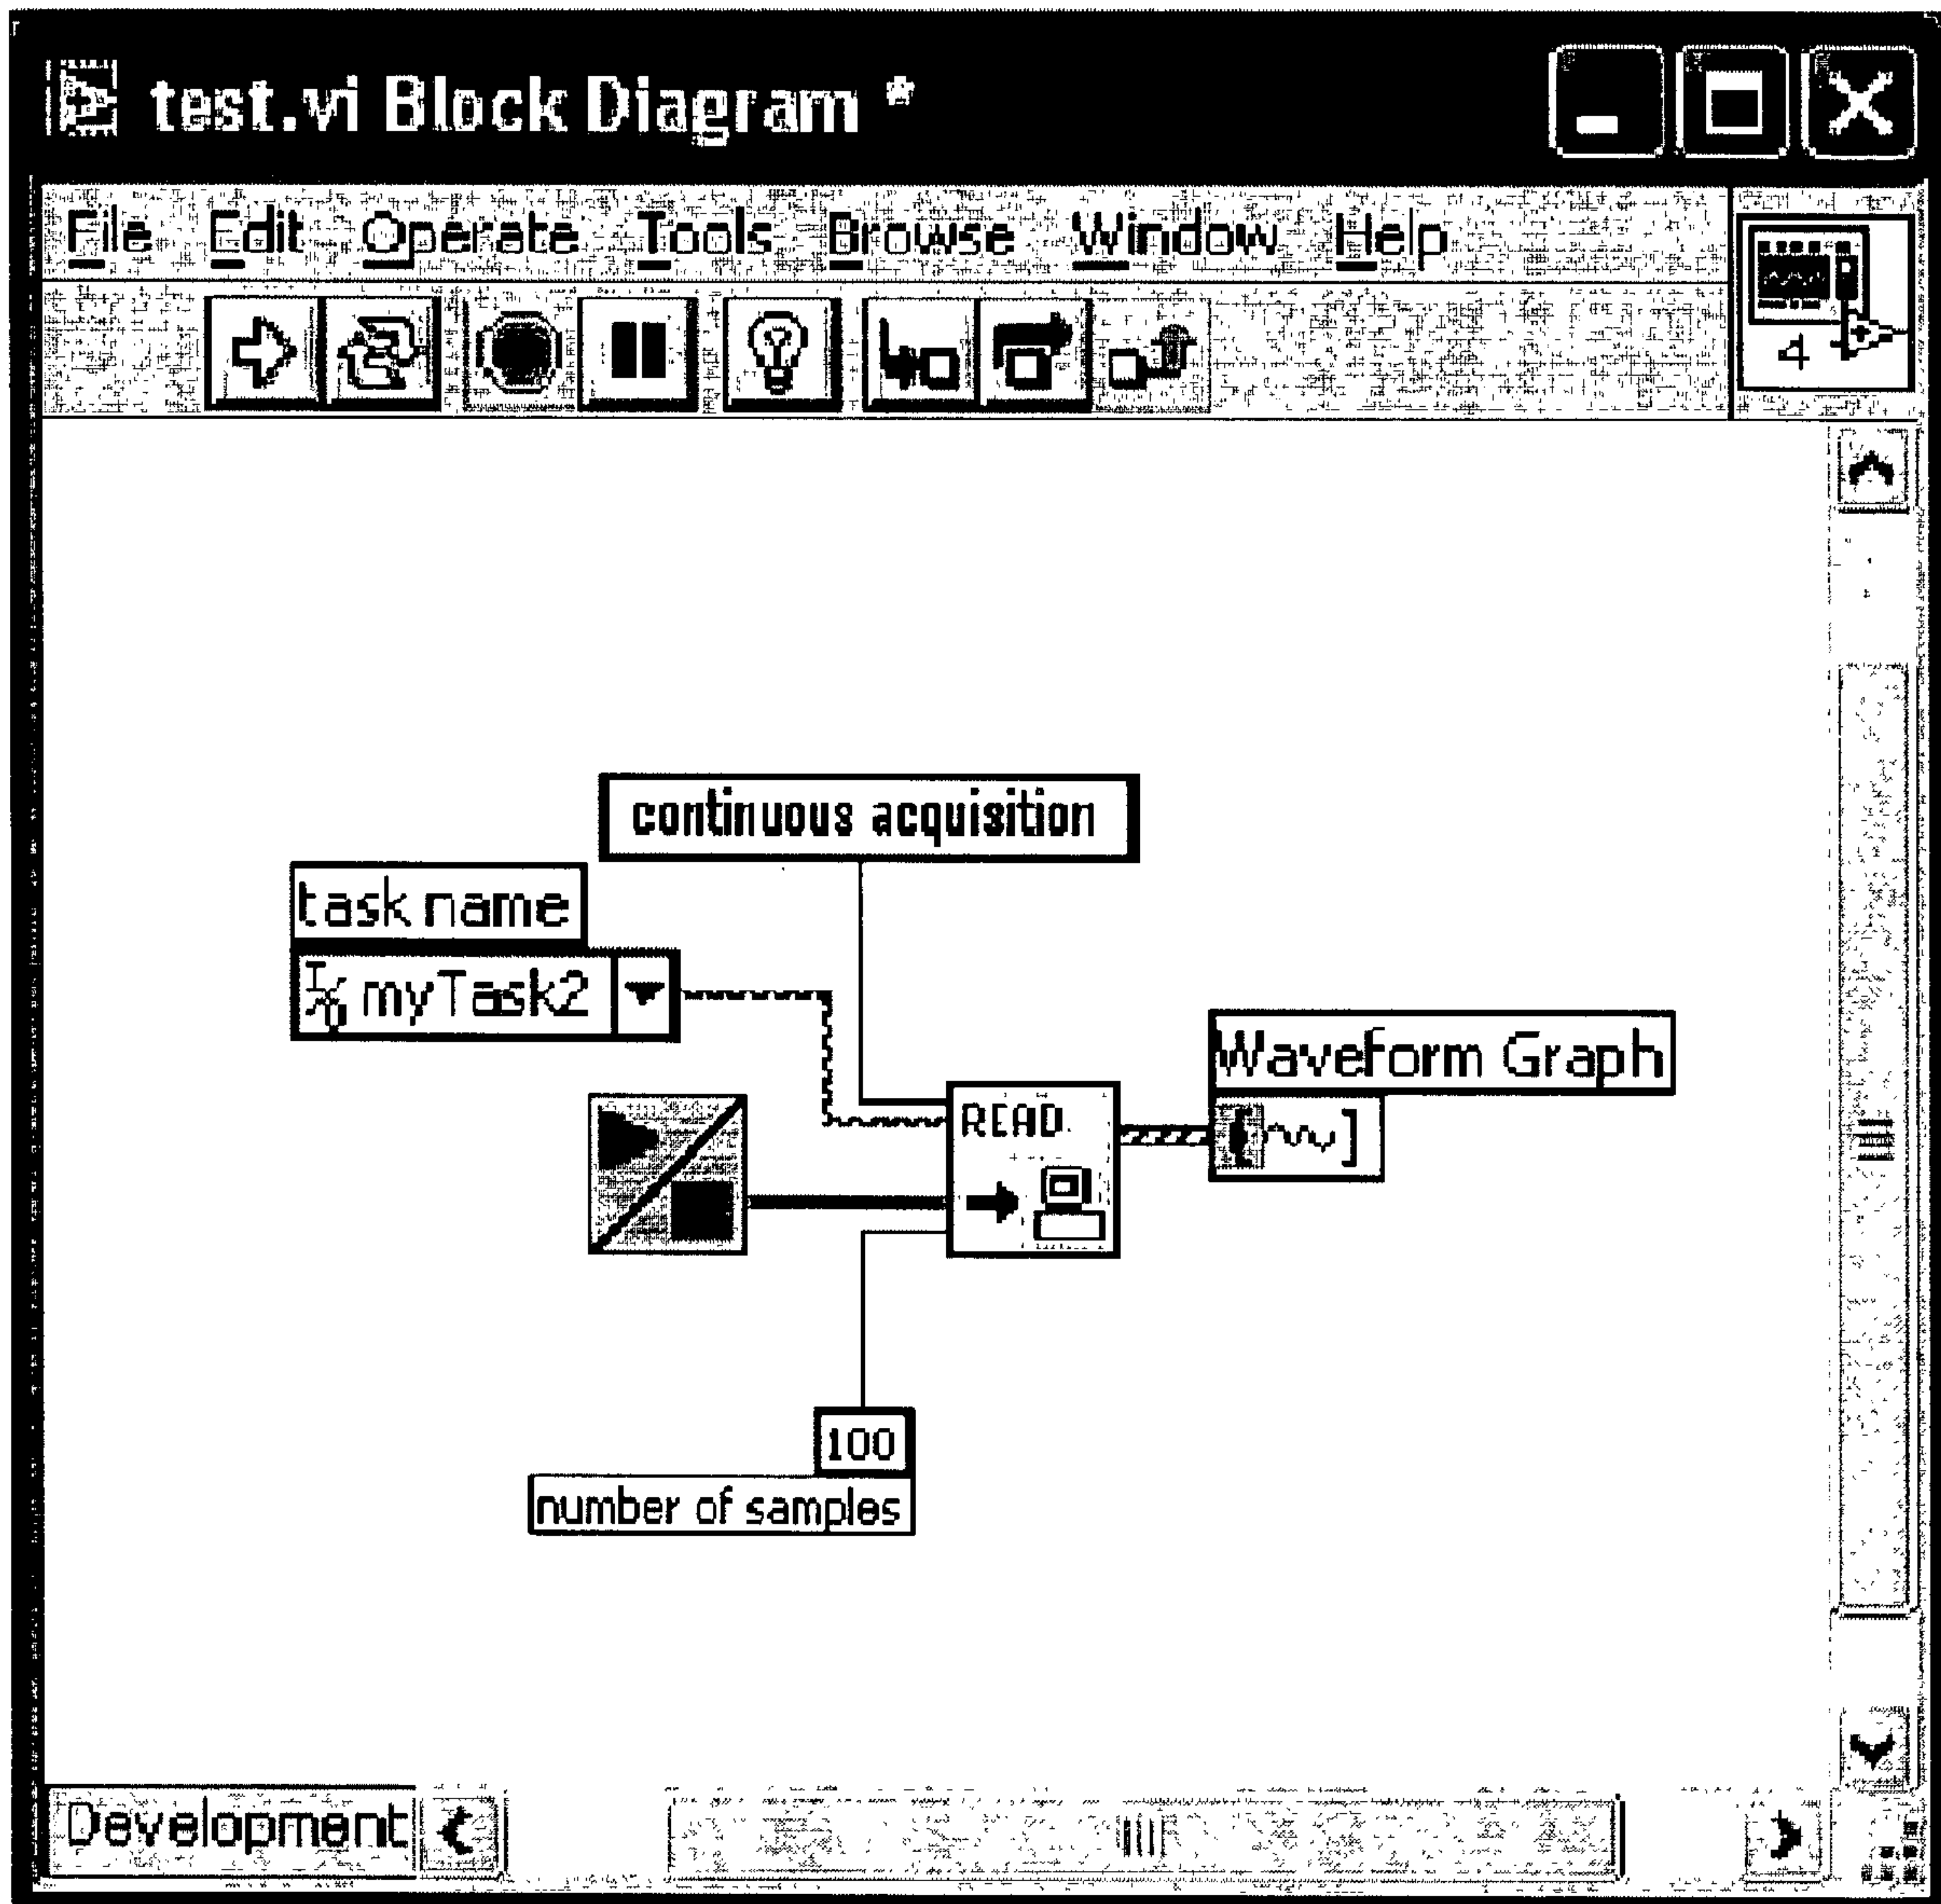 test.vi Block Diagram *
File Edit Operate Tools Browse Window Help
4
continuous acquisition
task name
I/O myTask2
Waveform Graph
READ
100
number of samples
Development